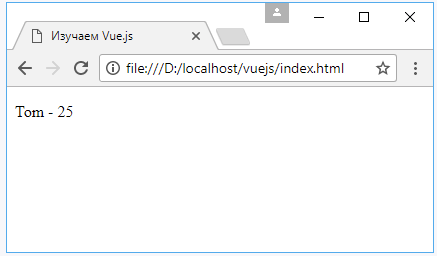 Изучаем Vue.js
file:///D:/localhost/vuejs/index.html
Tom - 25